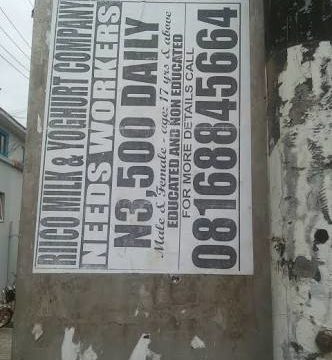 RIICO MILK & YOGHURT COMPANY
NEEDS WORKERS
N3,500 DAILY
Male & Female - age: 17 yrs & above
EDUCATED AND NON EDUCATED
FOR MORE DETAILS CALL
08168845664